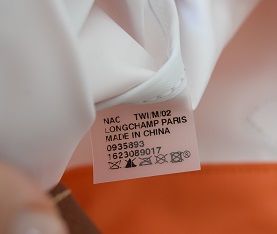 NAC TWI/M/02
LONGCHAMP PARIS
MADE IN CHINA
0935893
1623089017